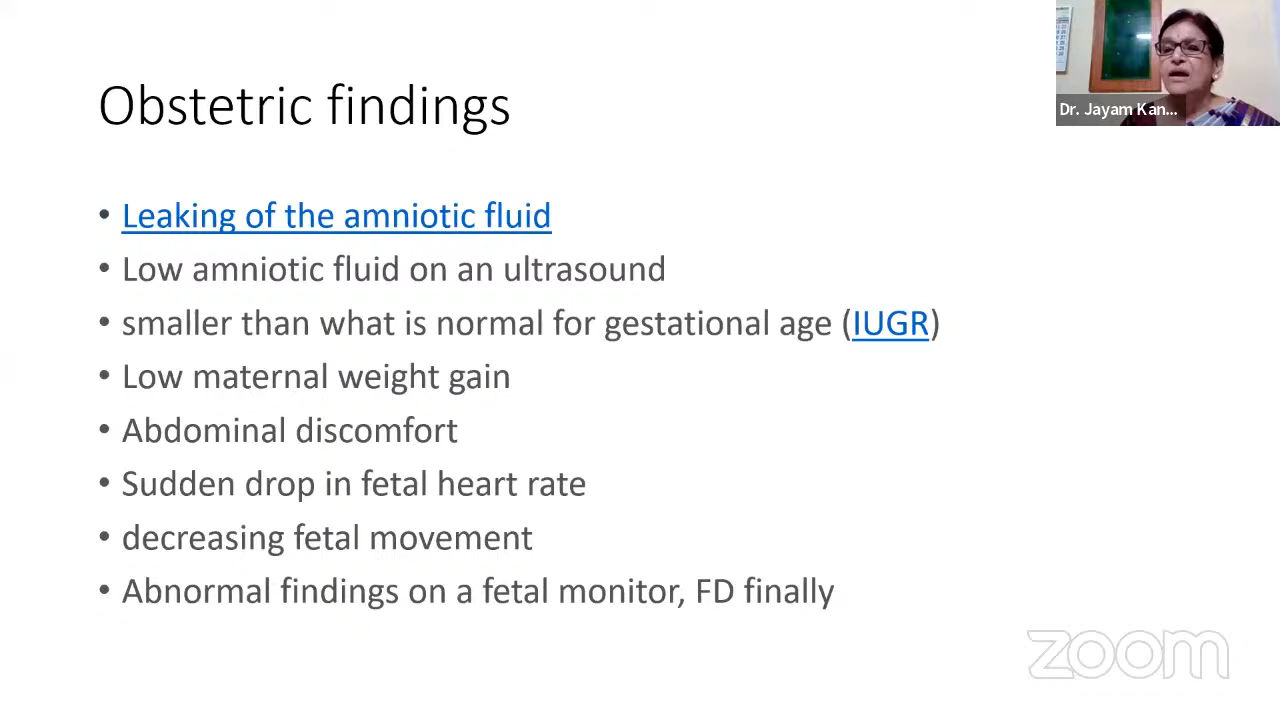 Obstetric findings
Dr. Jayam Kan...
• Leaking of the amniotic fluid
• Low amniotic fluid on an ultrasound
• smaller than what is normal for gestational age (IUGR)
• Low maternal weight gain
• Abdominal discomfort
• Sudden drop in fetal heart rate
• decreasing fetal movement
• Abnormal findings on a fetal monitor, FD finally
zoom